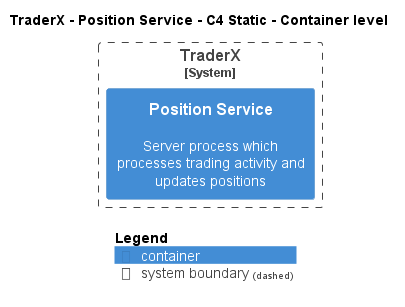 TraderX - Position Service - C4 Static - Container level
TraderX
[System]
Position Service
Server process which
processes trading activity and
updates positions
Legend
container
system boundary (dashed)